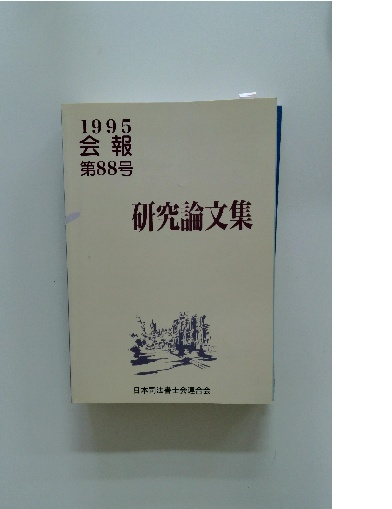 1995
会報
第88号
研究論文集
日本司法書士会連合会